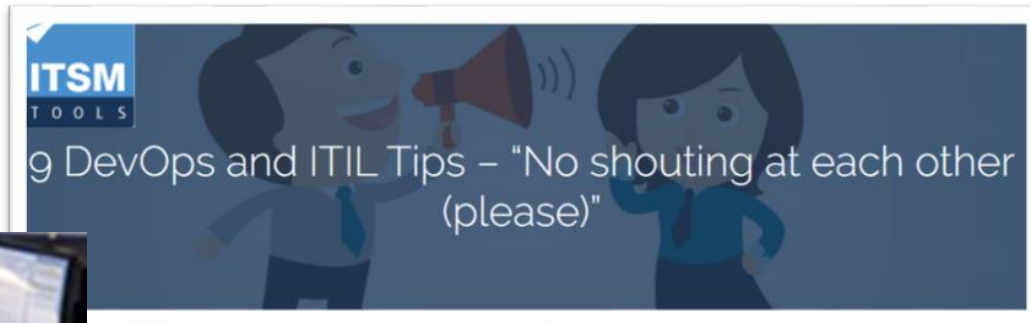 ITSM
TOOLS
9 DevOps and ITIL Tips – “No shouting at each other
(please)”